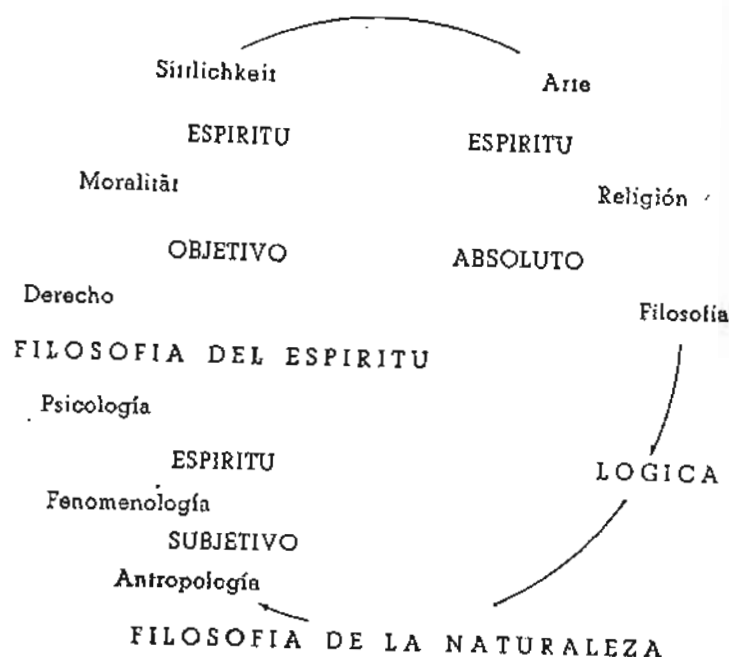 Sittlichkeit Arte
ESPIRITU ESPIRITU
Moralität Religión
OBJETIVO ABSOLUTO
Derecho Filosofía
FILOSOFIA DEL ESPIRITU
Psicología
ESPIRITU LOGICA
Fenomenología
SUBJETIVO
Antropología
FILOSOFIA DE LA NATURALEZA